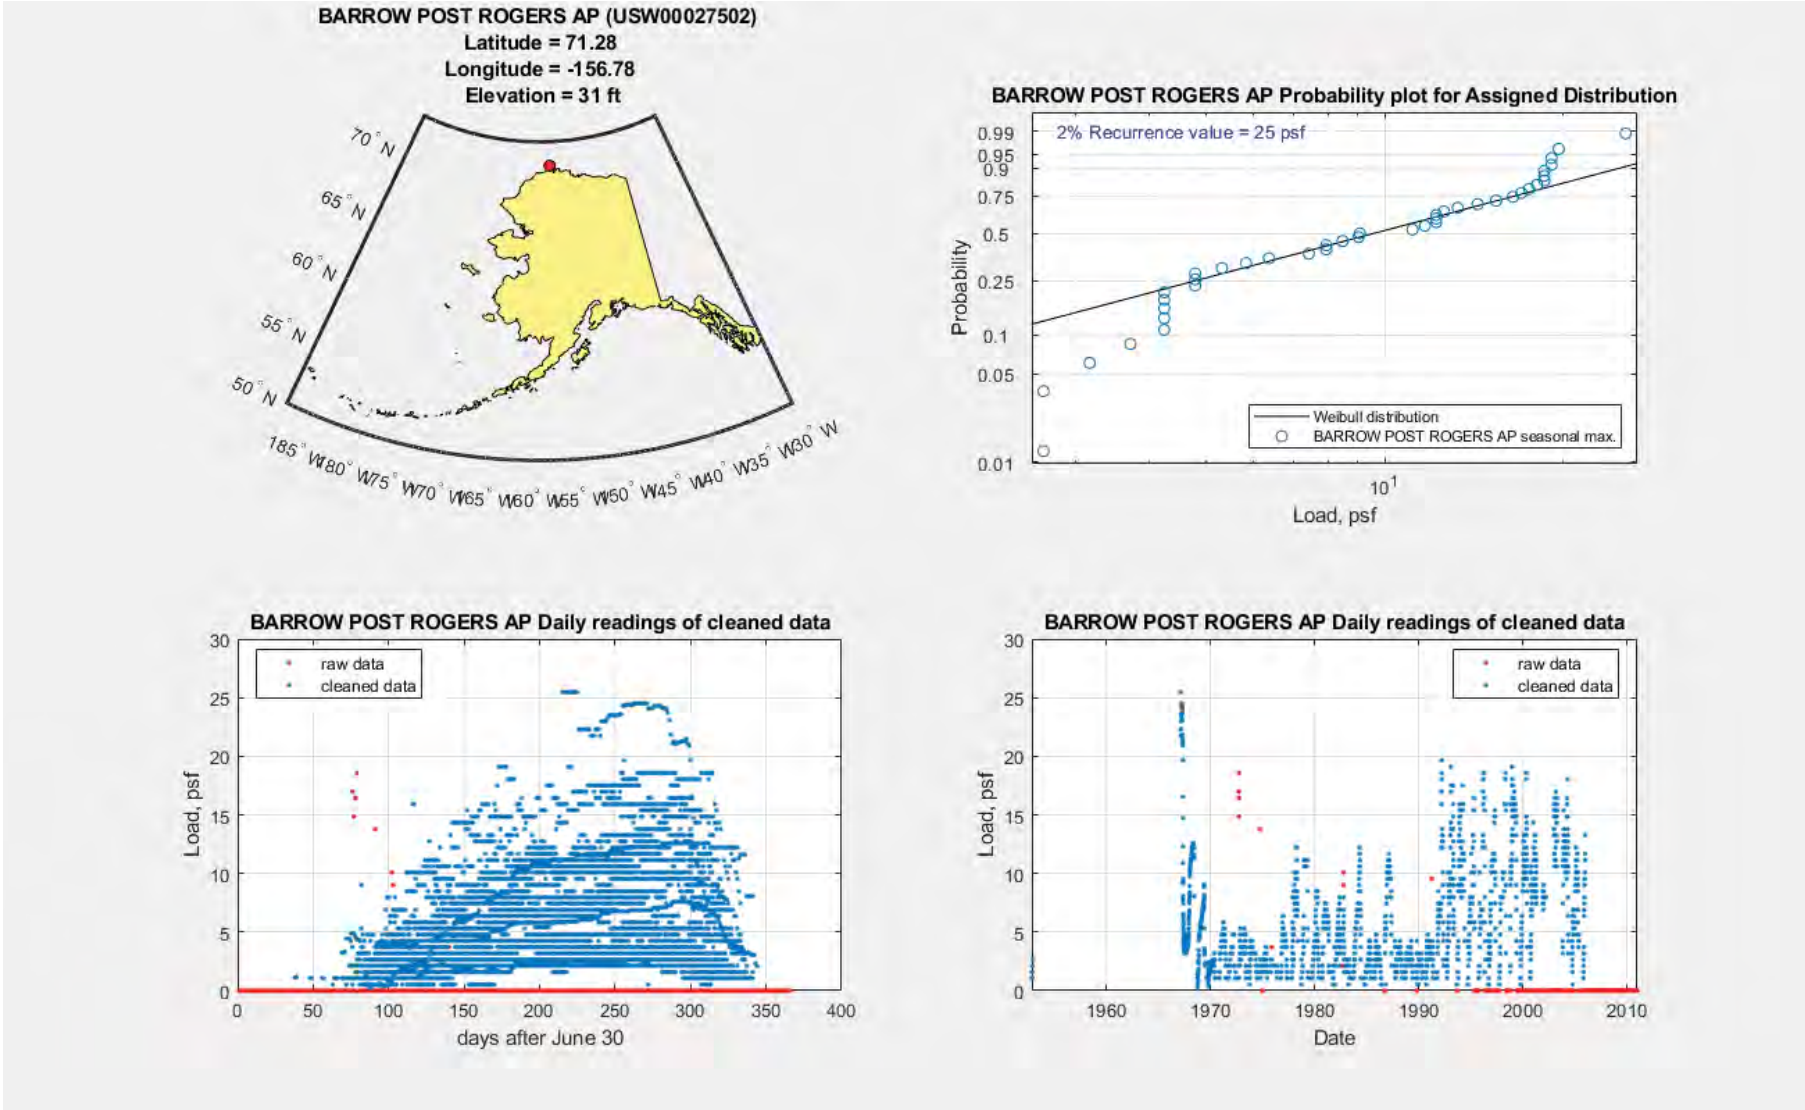 BARROW POST ROGERS AP (USW00027502)
Latitude = 71.28
Longitude = -156.78
Elevation = 31 ft
70° N
65° N
60° N
55° N
50° N
185° W
180° W
175° W
170° W
165° W
160° W
155° W
150° W
145° W
140° W
135° W
130° W
BARROW POST ROGERS AP Probability plot for Assigned Distribution
2% Recurrence value = 25 psf
0.99
0.95
0.9
0.75
0.5
0.25
0.1
0.05
0.01
Probability
Weibull distribution
BARROW POST ROGERS AP seasonal max.
10¹
Load, psf
BARROW POST ROGERS AP Daily readings of cleaned data
raw data
cleaned data
30
25
20
15
10
5
0
Load, psf
0 50 100 150 200 250 300 350 400
days after June 30
BARROW POST ROGERS AP Daily readings of cleaned data
raw data
cleaned data
30
25
20
15
10
5
0
Load, psf
1960 1970 1980 1990 2000 2010
Date